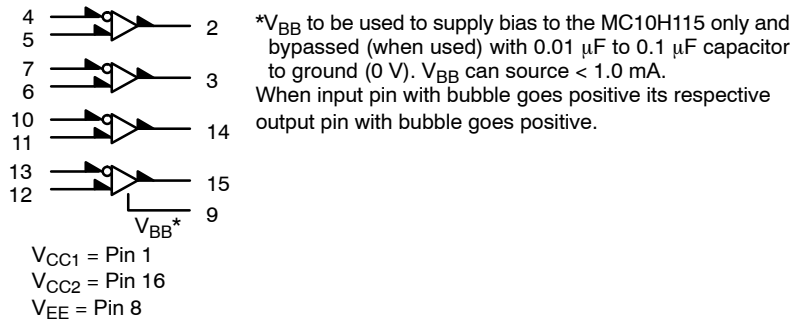 4
5
2
7
6
3
10
11
14
13
12
15
9
VBB*
VCC1 = Pin 1
VCC2 = Pin 16
VEE = Pin 8
*VBB to be used to supply bias to the MC10H115 only and
bypassed (when used) with 0.01 μF to 0.1 μF capacitor
to ground (0 V). VBB can source < 1.0 mA.
When input pin with bubble goes positive its respective
output pin with bubble goes positive.